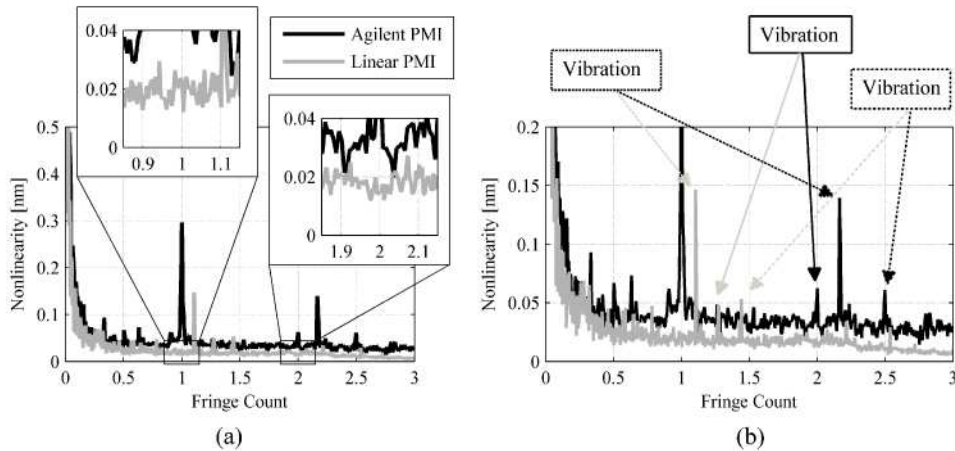 0.04
0.02
0
0.9 1 1.1
Agilent PMI
Linear PMI
0.04
0.02
0
1.9 2 2.1
Nonlinearity [nm]
0.5
0.4
0.3
0.2
0.1
0
0 0.5 1 1.5 2 2.5 3
Fringe Count
(a)
Vibration
Vibration
Vibration
Nonlinearity [nm]
0.2
0.15
0.1
0.05
0
0 0.5 1 1.5 2 2.5 3
Fringe Count
(b)